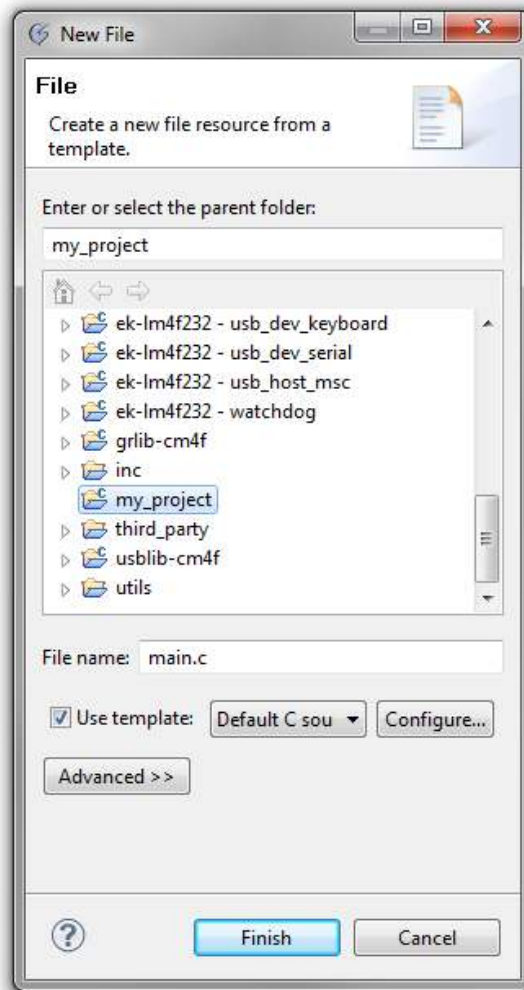 New File
File
Create a new file resource from a
template.
Enter or select the parent folder:
my_project
ek-lm4f232 - usb_dev_keyboard
ek-lm4f232 - usb_dev_serial
ek-lm4f232 - usb_host_msc
ek-lm4f232 - watchdog
grlib-cm4f
inc
my_project
third_party
usblib-cm4f
utils
File name: main.c
Use template: Default C sou Configure...
Advanced >>
? Finish Cancel